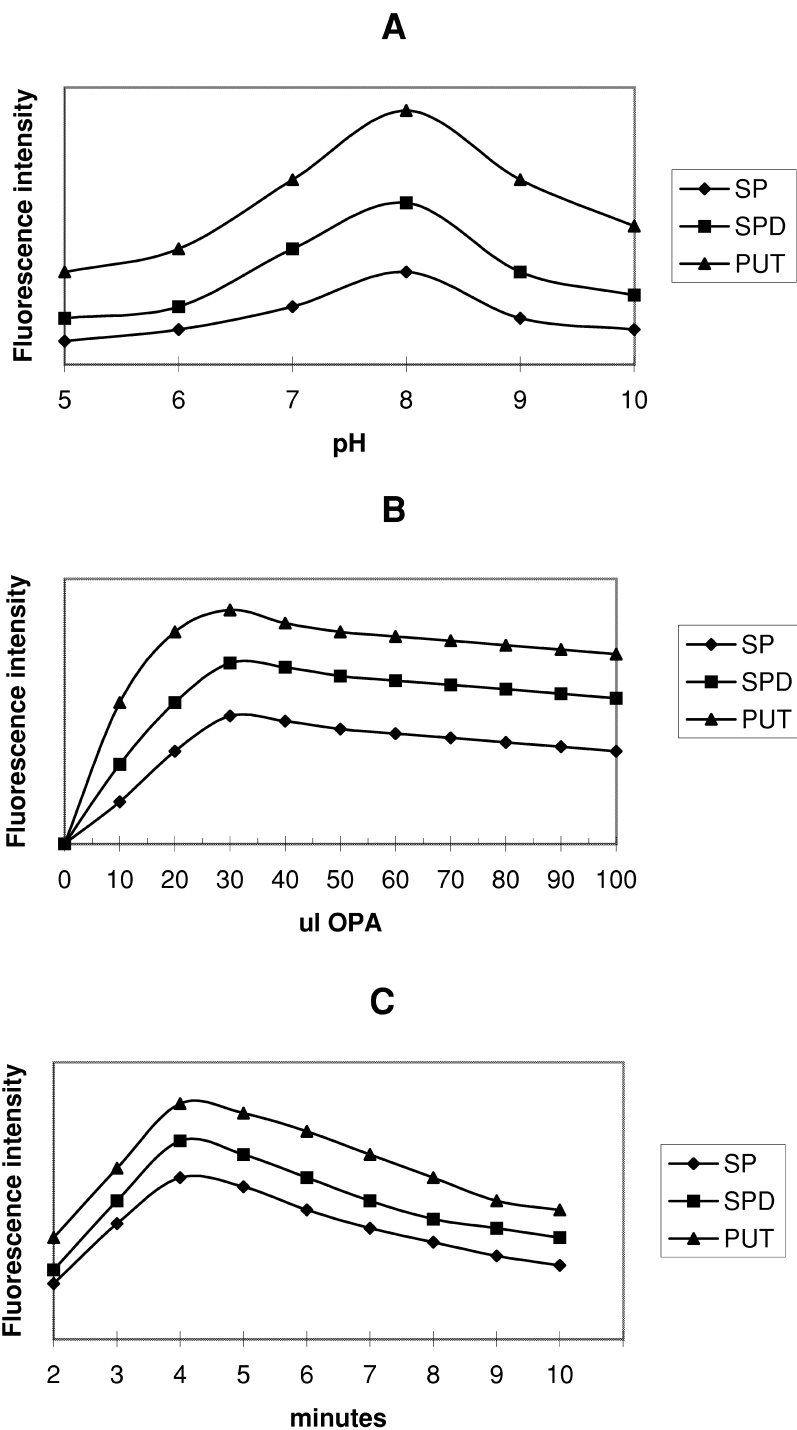 A
Fluorescence intensity
SP
SPD
PUT
5 6 7 8 9 10
pH
B
Fluorescence intensity
SP
SPD
PUT
0 10 20 30 40 50 60 70 80 90 100
ul OPA
C
Fluorescence intensity
SP
SPD
PUT
2 3 4 5 6 7 8 9 10
minutes